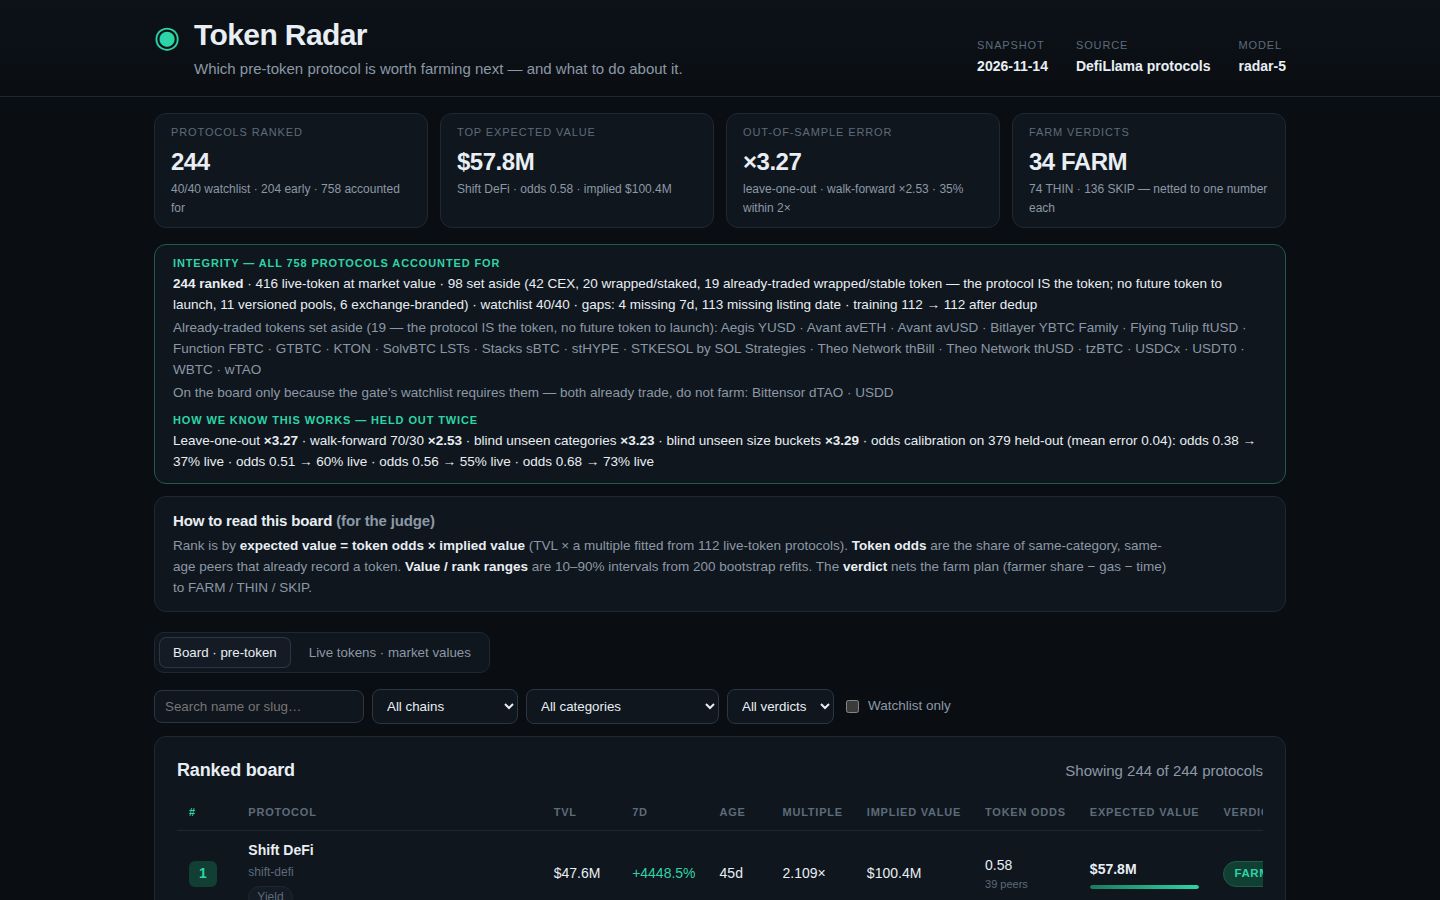 Token Radar
Which pre-token protocol is worth farming next — and what to do about it.
SNAPSHOT
2026-11-14
SOURCE
DefiLlama protocols
MODEL
radar-5
PROTOCOLS RANKED
244
40/40 watchlist · 204 early · 758 accounted
for
TOP EXPECTED VALUE
$57.8M
Shift DeFi · odds 0.58 · implied $100.4M
OUT-OF-SAMPLE ERROR
×3.27
leave-one-out · walk-forward ×2.53 · 35%
within 2×
FARM VERDICTS
34 FARM
74 THIN · 136 SKIP — netted to one number
each
INTEGRITY — ALL 758 PROTOCOLS ACCOUNTED FOR
244 ranked · 416 live-token at market value · 98 set aside (42 CEX, 20 wrapped/staked, 19 already-traded wrapped/stable token — the protocol IS the token; no future token to
launch, 11 versioned pools, 6 exchange-branded) · watchlist 40/40 · gaps: 4 missing 7d, 113 missing listing date · training 112 → 112 after dedup
Already-traded tokens set aside (19 — the protocol IS the token, no future token to launch): Aegis YUSD · Avant avETH · Avant avUSD · Bitlayer YBTC Family · Flying Tulip ftUSD ·
Function FBTC · GTBTC · KTON · SolvBTC LSTs · Stacks sBTC · stHYPE · STKESOL by SOL Strategies · Theo Network thBill · Theo Network thUSD · tzBTC · USDCx · USDT0 ·
WBTC · wTAO
On the board only because the gate's watchlist requires them — both already trade, do not farm: Bittensor dTAO · USDD
HOW WE KNOW THIS WORKS — HELD OUT TWICE
Leave-one-out ×3.27 · walk-forward 70/30 ×2.53 · blind unseen categories ×3.23 · blind unseen size buckets ×3.29 · odds calibration on 379 held-out (mean error 0.04): odds 0.38 →
37% live · odds 0.51 → 60% live · odds 0.56 → 55% live · odds 0.68 → 73% live
How to read this board (for the judge)
Rank is by expected value = token odds × implied value (TVL × a multiple fitted from 112 live-token protocols). Token odds are the share of same-category, same-
age peers that already record a token. Value / rank ranges are 10–90% intervals from 200 bootstrap refits. The verdict nets the farm plan (farmer share − gas − time)
to FARM / THIN / SKIP.
Board · pre-token
Live tokens · market values
Search name or slug…
All chains
All categories
All verdicts
Watchlist only
Ranked board
Showing 244 of 244 protocols
# PROTOCOL TVL 7D AGE MULTIPLE IMPLIED VALUE TOKEN ODDS EXPECTED VALUE
1
Shift DeFi
shift-defi
Yield
$47.6M
+4448.5%
45d
2.109×
$100.4M
0.58
39 peers
$57.8M